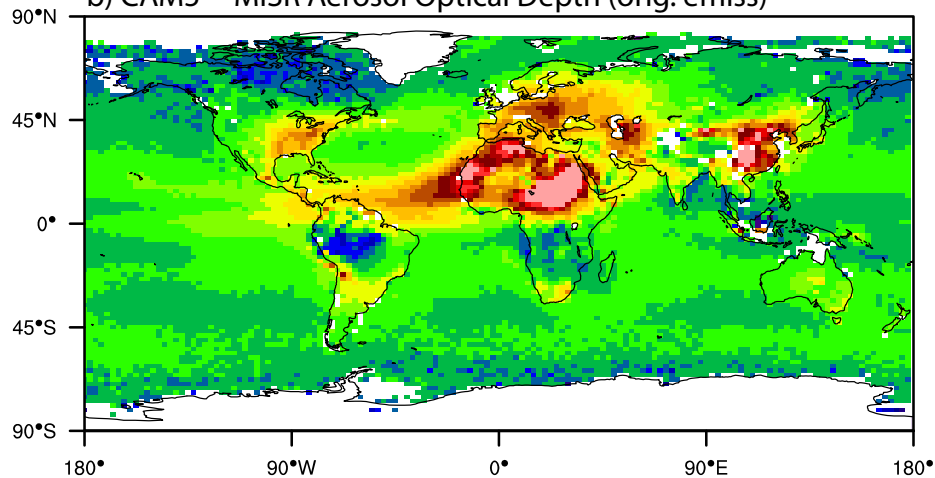 b) CAM5 - MISR Aerosol Optical Depth (orig. emiss)
90°N
45°N
0°
45°S
90°S
180° 90°W 0° 90°E 180°